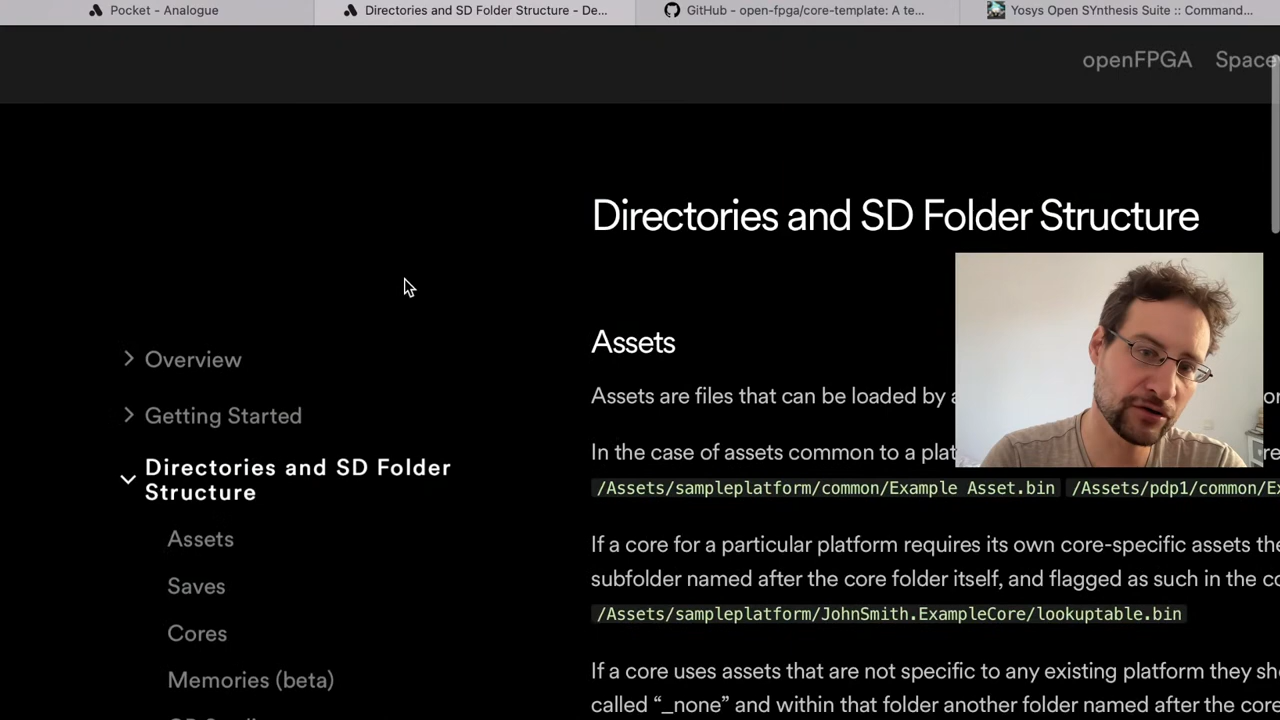 Pocket - Analogue
Directories and SD Folder Structure - De...
GitHub - open-fpga/core-template: A te...
Yosys Open SYnthesis Suite :: Command...
openFPGA
Space
Directories and SD Folder Structure
Overview
Getting Started
Directories and SD Folder
Structure
Assets
Saves
Cores
Memories (beta)
Assets
Assets are files that can be loaded by
In the case of assets common to a
/Assets/sampleplatform/common/Example Asset.bin /Assets/pdp1/common/
If a core for a particular platform requires its own core-specific assets
subfolder named after the core folder itself, and flagged as such in the
/Assets/sampleplatform/JohnSmith.ExampleCore/lookuptable.bin
If a core uses assets that are not specific to any existing platform they
called “_none” and within that folder another folder named after the core